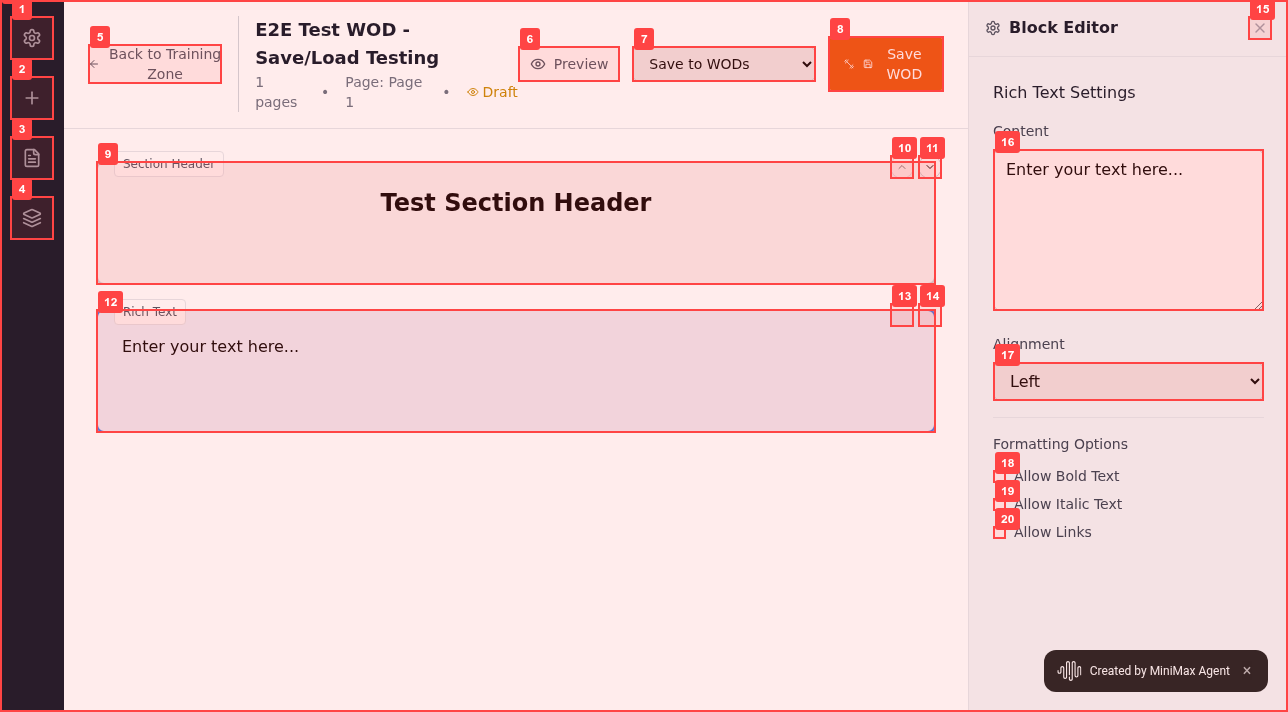 1
2
3
4
5
Back to Training
Zone
E2E Test WOD -
Save/Load Testing
1
pages
•
Page: Page
1
•
Draft
6
Preview
7
Save to WODs
8
Save
WOD
9
Section Header
10
11
Test Section Header
12
Rich Text
13
14
Enter your text here...
15
Block Editor
Rich Text Settings
Content
16
Enter your text here...
Alignment
17
Left
Formatting Options
18
Allow Bold Text
19
Allow Italic Text
20
Allow Links
Created by MiniMax Agent ×